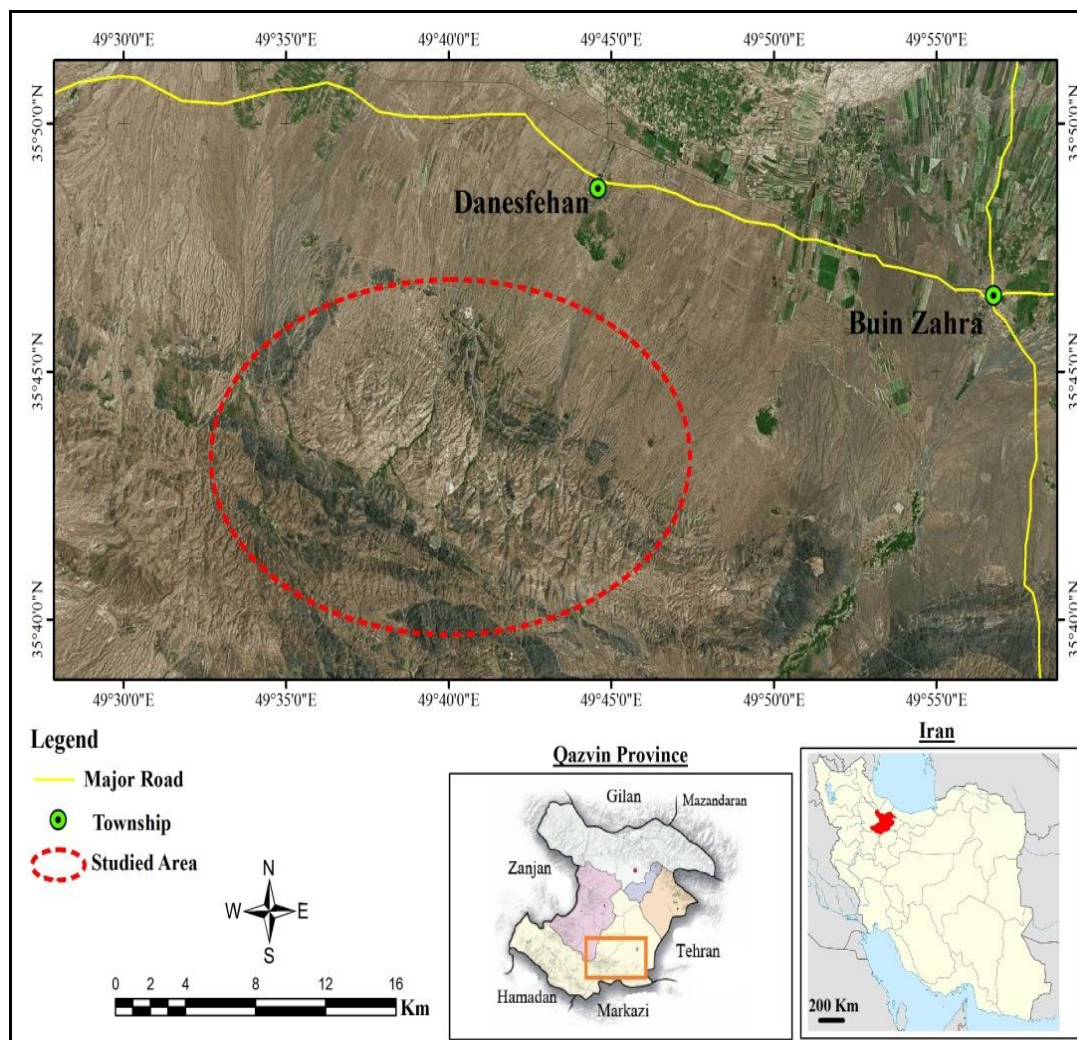 49°30'0"E 49°35'0"E 49°40'0"E 49°45'0"E 49°50'0"E 49°55'0"E
35°50'0"N 35°50'0"N
Danesfehan
Buin Zahra
35°45'0"N 35°45'0"N
35°40'0"N 35°40'0"N
49°30'0"E 49°35'0"E 49°40'0"E 49°45'0"E 49°50'0"E 49°55'0"E
Legend
Major Road
Township
Studied Area
N
W E
S
0 2 4 8 12 16
Km
Qazvin Province
Gilan
Mazandaran
Zanjan
Tehran
Hamadan
Markazi
Iran
200 Km